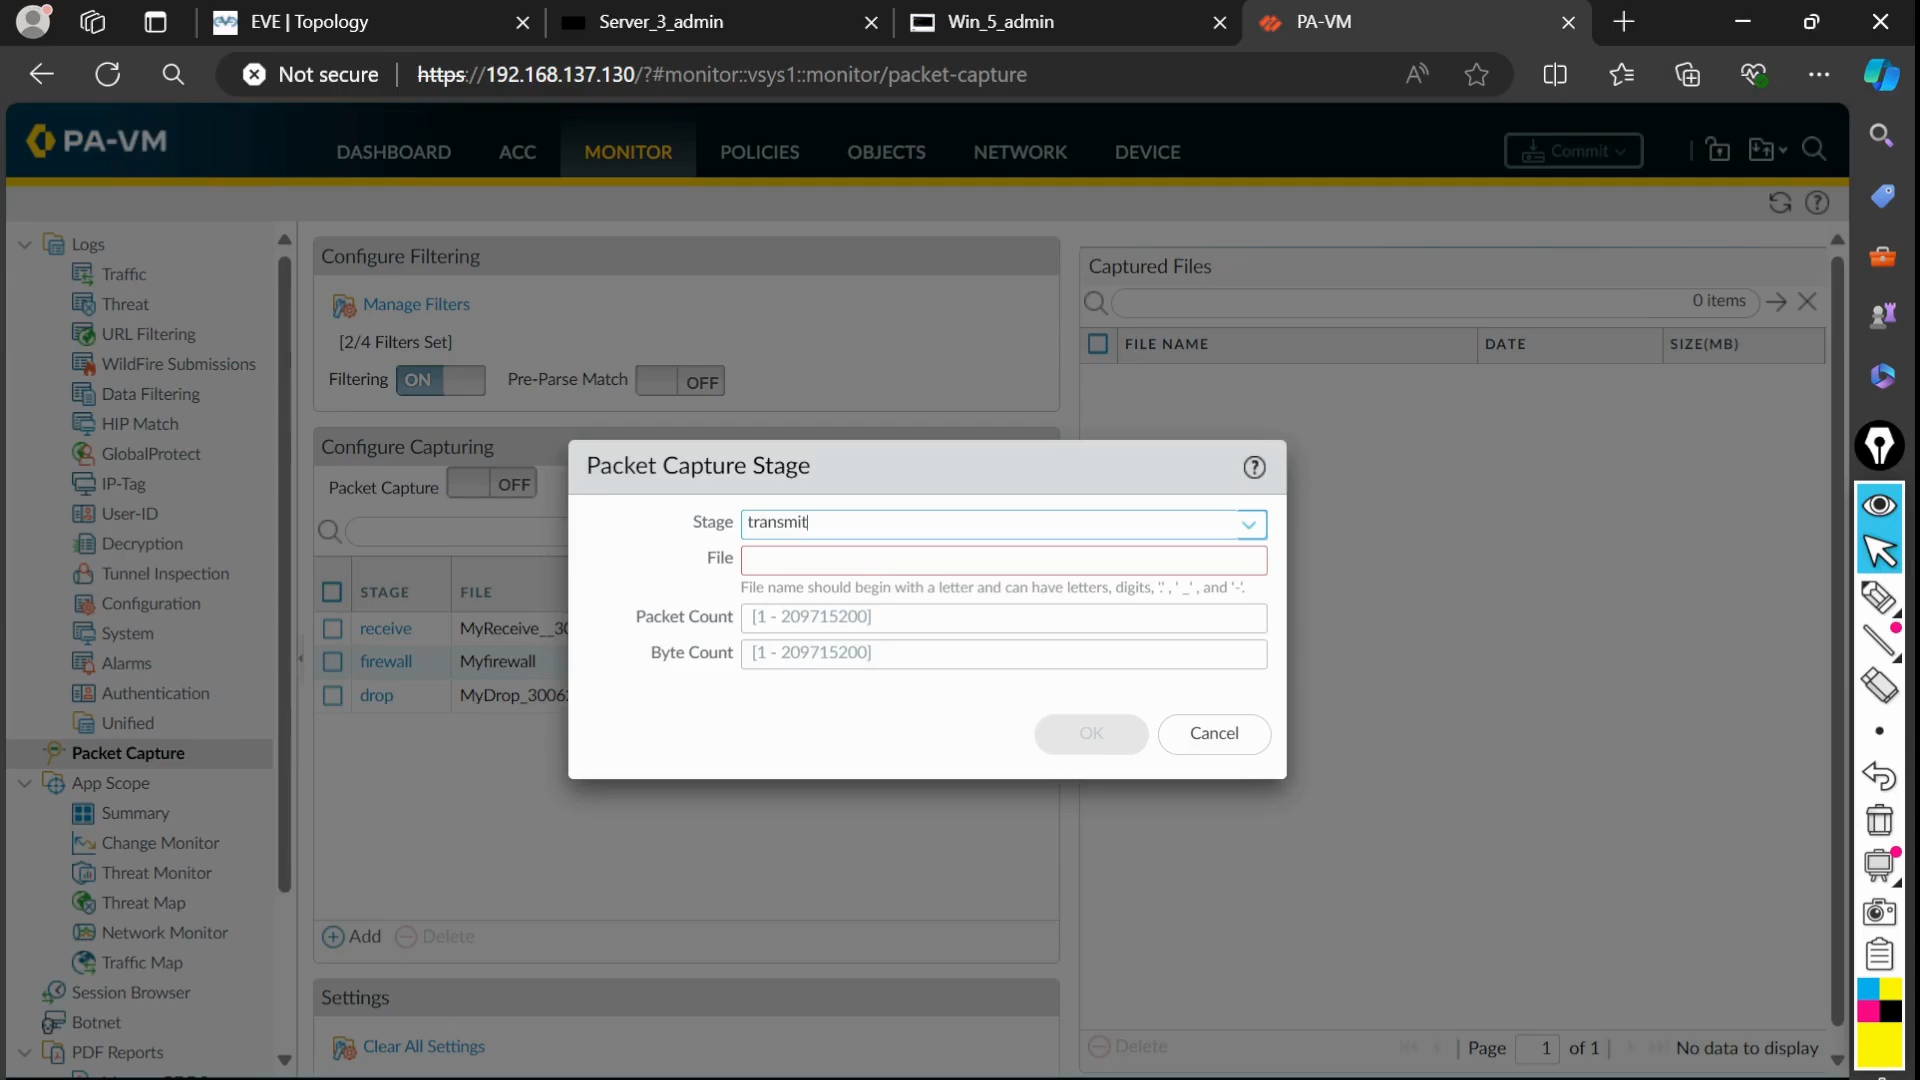 EVE | Topology
Server_3_admin
Win_5_admin
PA-VM
Not secure
https://192.168.137.130/?#monitor::vsys1::monitor/packet-capture
PA-VM
DASHBOARD
ACC
MONITOR
POLICIES
OBJECTS
NETWORK
DEVICE
Commit
Logs
Traffic
Threat
URL Filtering
WildFire Submissions
Data Filtering
HIP Match
GlobalProtect
IP-Tag
User-ID
Decryption
Tunnel Inspection
Configuration
System
Alarms
Authentication
Unified
Packet Capture
App Scope
Summary
Change Monitor
Threat Monitor
Threat Map
Network Monitor
Traffic Map
Session Browser
Botnet
PDF Reports
Configure Filtering
Manage Filters
[2/4 Filters Set]
Filtering ON Pre-Parse Match OFF
Configure Capturing
Packet Capture OFF
STAGE FILE
receive MyReceive__30
firewall Myfirewall
drop MyDrop_3006
Add Delete
Settings
Clear All Settings
Packet Capture Stage
Stage transmit
File
File name should begin with a letter and can have letters, digits, '.', '_', and '-'.
Packet Count [1 - 209715200]
Byte Count [1 - 209715200]
OK Cancel
Captured Files
0 items
FILE NAME DATE SIZE(MB)
Delete
Page 1 of 1
No data to display